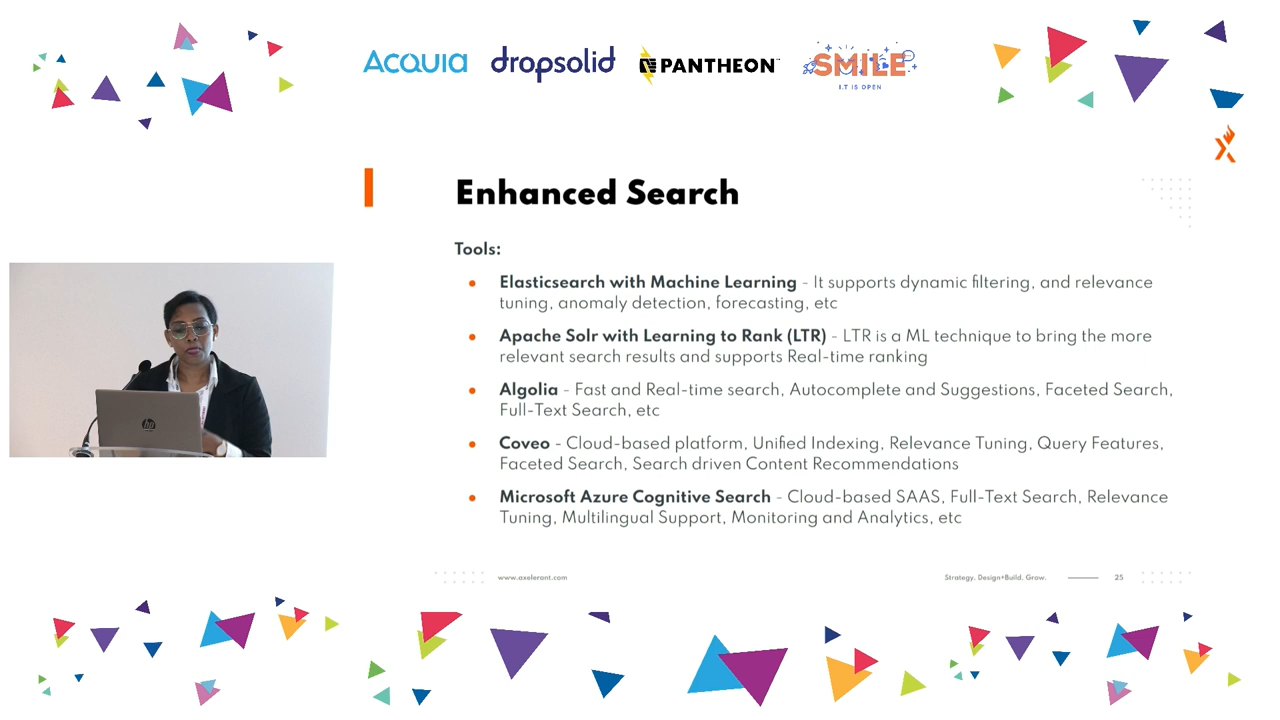 Acquia
dropsolid
PANTHEON
SMILE
I.T IS OPEN
Enhanced Search
Tools:
Elasticsearch with Machine Learning - It supports dynamic filtering, and relevance
tuning, anomaly detection, forecasting, etc
Apache Solr with Learning to Rank (LTR) - LTR is a ML technique to bring the more
relevant search results and supports Real-time ranking
Algolia - Fast and Real-time search, Autocomplete and Suggestions, Faceted Search,
Full-Text Search, etc
Coveo - Cloud-based platform, Unified Indexing, Relevance Tuning, Query Features,
Faceted Search, Search driven Content Recommendations
Microsoft Azure Cognitive Search - Cloud-based SAAS, Full-Text Search, Relevance
Tuning, Multilingual Support, Monitoring and Analytics, etc
hp
www.axelerant.com
Strategy. Design+Build. Grow.
25